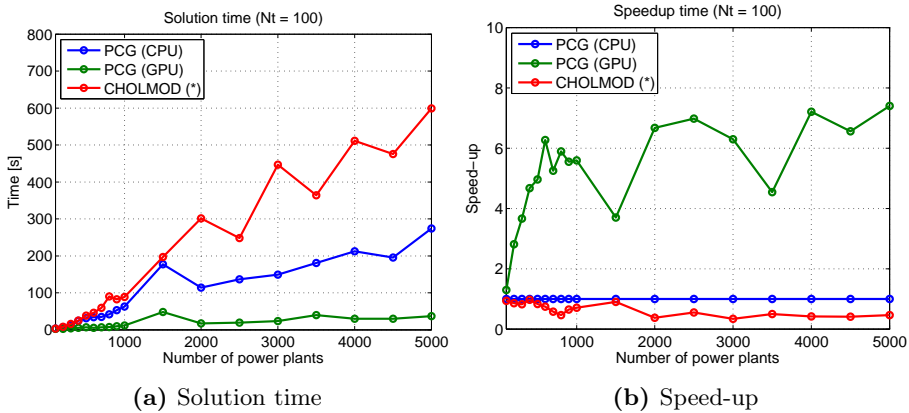 Solution time (Nt = 100)
800
700
600
500
400
300
200
100
0
Time [s]
PCG (CPU)
PCG (GPU)
CHOLMOD (*)
1000
2000
3000
4000
5000
Number of power plants
(a) Solution time
Speedup time (Nt = 100)
10
8
6
4
2
0
Speed-up
PCG (CPU)
PCG (GPU)
CHOLMOD (*)
1000
2000
3000
4000
5000
Number of power plants
(b) Speed-up